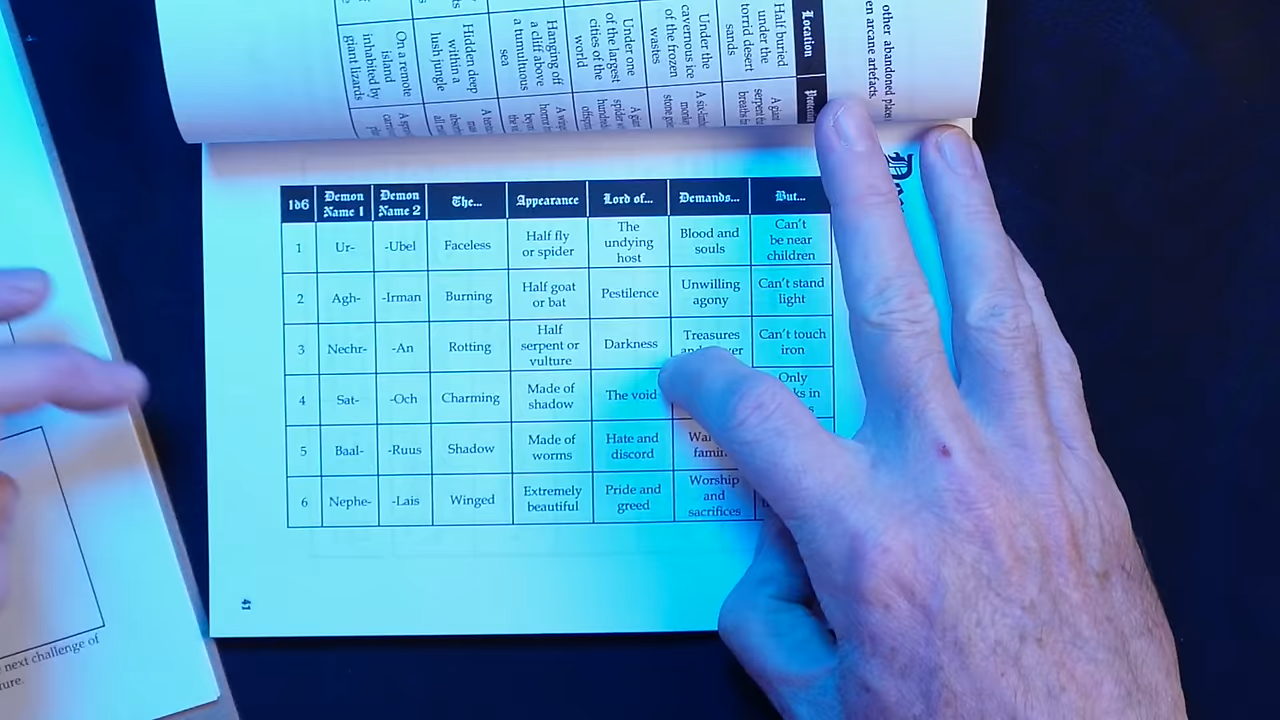 other abandoned places
en arcane artefacts.
Location
Half buried
under the
torrid desert
sands
Under the
cavernous ice
of the frozen
wastes
Under one
of the largest
cities of the
world
Hanging off
a cliff above
a tumultuous
sea
Hidden deep
within a
lush jungle
On a remote
island
inhabited by
giant lizards
1d6 Demon Name 1 Demon Name 2 The... Appearance Lord of... Demands... But...
1 Ur- -Ubel Faceless Half fly or spider The undying host Blood and souls Can't be near children
2 Agh- -Irman Burning Half goat or bat Pestilence Unwilling agony Can't stand light
3 Nechr- -An Rotting Half serpent or vulture Darkness Treasures Can't touch iron
4 Sat- -Och Charming Made of shadow The void Only in
5 Baal- -Ruus Shadow Made of worms Hate and discord
6 Nephe- -Lais Winged Extremely beautiful Pride and greed Worship and sacrifices
41
next challenge of